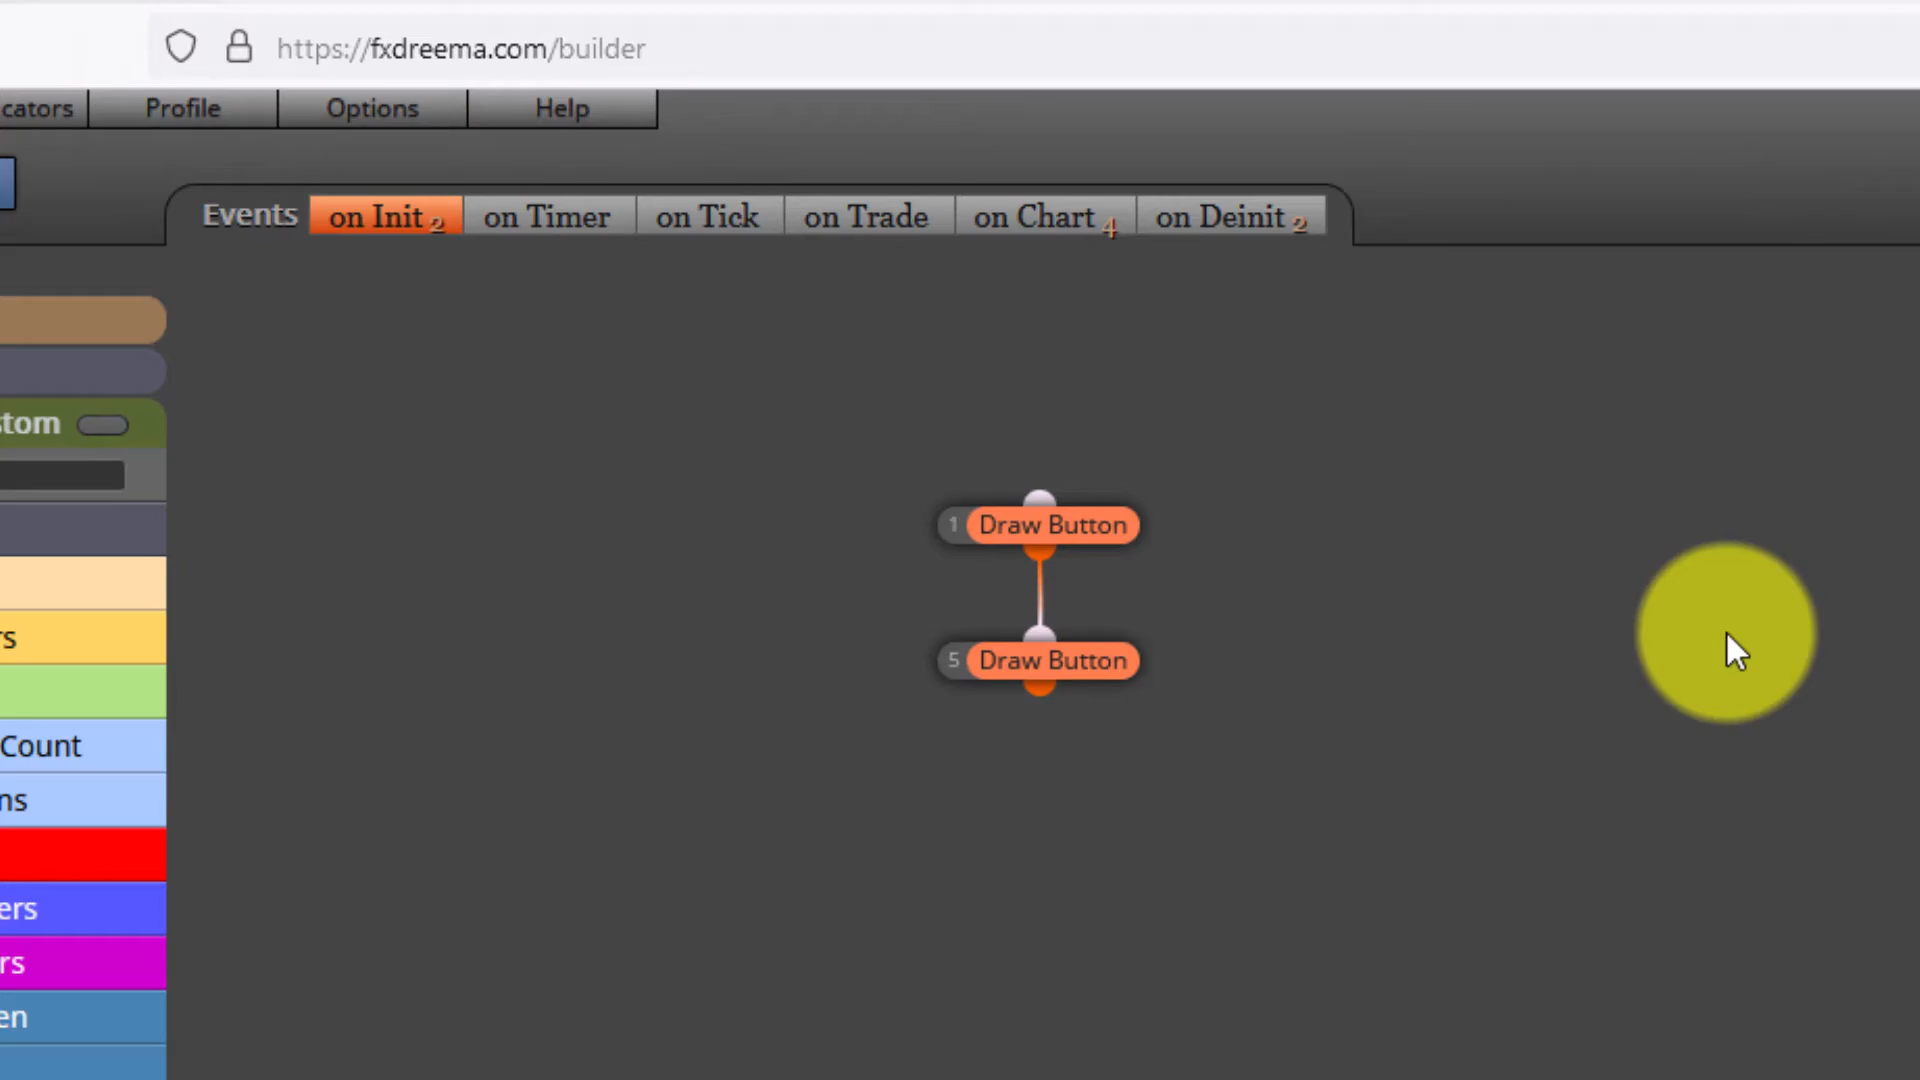 https://fxdreema.com/builder
cators Profile Options Help
Events on Init 2 on Timer on Tick on Trade on Chart 4 on Deinit 2
stom
1 Draw Button
rs
5 Draw Button
Count
ns
ers
rs
en